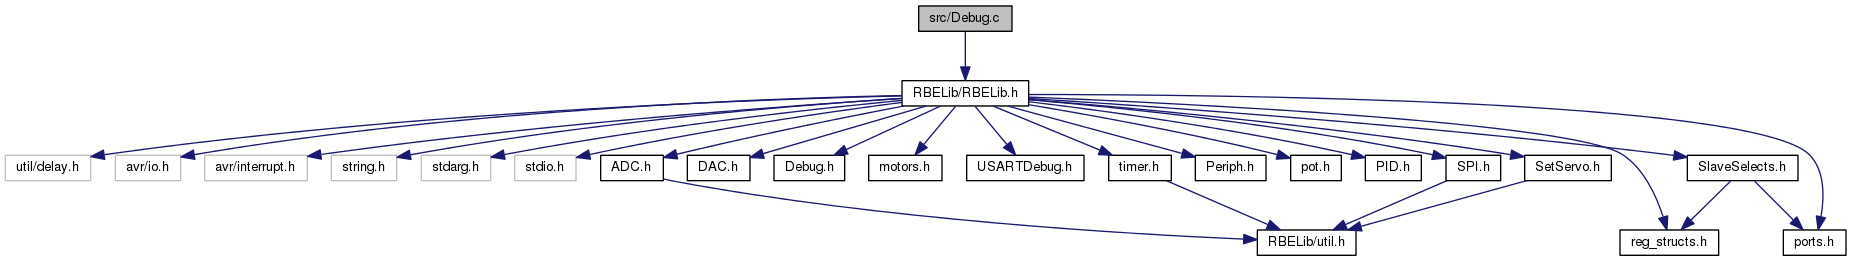 src/Debug.c
RBELib/RBELib.h
util/delay.h
avr/io.h
avr/interrupt.h
string.h
stdarg.h
stdio.h
ADC.h
DAC.h
Debug.h
motors.h
USARTDebug.h
timer.h
Periph.h
pot.h
PID.h
SPI.h
SetServo.h
SlaveSelects.h
RBELib/util.h
reg_structs.h
ports.h